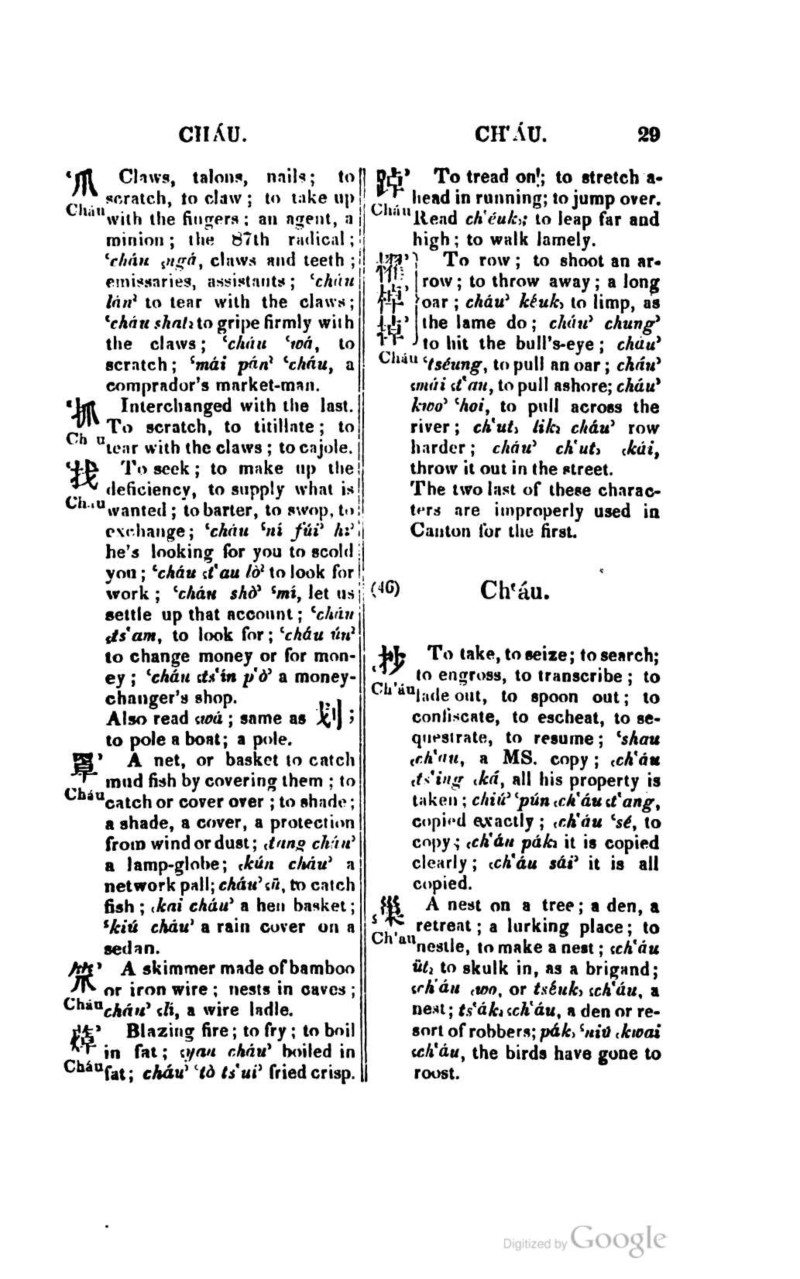 CHÁU.
CH'ÁU. 29
‘爪 Claws, talons, nails; to
scratch, to claw; to take up
Cháu with the fingers; an agent, a
minion; the 87th radical;
‘cháu ͵ngá, claws and teeth;
emissaries, assistants; ‘cháu
lán’ to tear with the claws;
‘cháu shat͵ to gripe firmly with
the claws; ‘cháu ‘wá, to
scratch; ‘mái pán’ ‘cháu, a
comprador's market-man.
‘抓 Interchanged with the last.
To scratch, to titillate; to
Ch u tear with the claws; to cajole.
‘找 To seek; to make up the
deficiency, to supply what is
Cháu wanted; to barter, to swop, to
exchange; ‘cháu ‘ní fúi’
he's looking for you to scold
you; ‘cháu ͵t‘au lò’ to look for
work; ‘cháu shò’ ‘mí, let us
settle up that account; ‘cháu
͵ts‘am, to look for; ‘cháu ún’
to change money or for mon-
ey; ‘cháu ͵ts‘ín p‘ò’ a money-
changer's shop.
Also read ͵wá; same as 划;
to pole a boat; a pole.
罩’ A net, or basket to catch
mud fish by covering them; to
Cháu catch or cover over; to shade;
a shade, a cover, a protection
from wind or dust; ͵tang cháu’
a lamp-globe; ͵kún cháu’ a
network pall; cháu’ ͵ü, to catch
fish; ͵kai cháu’ a hen basket;
‘kiú cháu’ a rain cover on a
sedan.
笊’ A skimmer made of bamboo
or iron wire; nests in caves;
Cháu cháu’ ͵lí, a wire ladle.
Blazing fire; to fry; to boil
in fat; ͵yau cháu’ boiled in
Cháu fat; cháu’ ‘tò ts‘ui’ fried crisp.
踔’ To tread on; to stretch a-
head in running; to jump over.
Cháu Read ch‘éuk͵; to leap far and
high; to walk lamely.
櫂’ To row; to shoot an ar-
棹, row; to throw away; a long
oar; cháu’ kéuk͵ to limp, as
掉’ the lame do; cháu’ chung’
to hit the bull's-eye; cháu’
Cháu ‘tséung, to pull an oar; cháu’
͵mái ͵t‘au, to pull ashore; cháu’
kwo’ ‘hoi, to pull across the
river; ch‘ut͵ lik͵ cháu’ row
harder; cháu’ ch‘ut͵ ͵kái,
throw it out in the street.
The two last of these charac-
ters are improperly used in
Canton for the first.
(46) Ch‘áu.
͵抄 To take, to seize; to search;
to engross, to transcribe; to
Ch'áu lade out, to spoon out; to
confiscate, to escheat, to se-
questrate, to resume; ‘shau
͵ch‘au, a MS. copy; ͵ch‘áu
͵ts‘ing ͵ká, all his property is
taken; chiú’ ‘pún ͵ch‘áu ͵t‘ang,
copied exactly; ͵ch‘áu ‘sé, to
copy; ͵ch‘áu pák͵ it is copied
clearly; ͵ch‘áu sái’ it is all
copied.
͵巢 A nest on a tree; a den, a
retreat; a lurking place; to
Ch'au nestle, to make a nest; ͵ch‘áu
üt͵ to skulk in, as a brigand;
͵ch‘áu ͵wo, or tséuk͵ ͵ch‘áu, a
nest; ts‘ák͵ ͵ch‘áu, a den or re-
sort of robbers; pák͵ ‘niú ͵kwai
͵ch‘áu, the birds have gone to
roost.
Digitized by Google